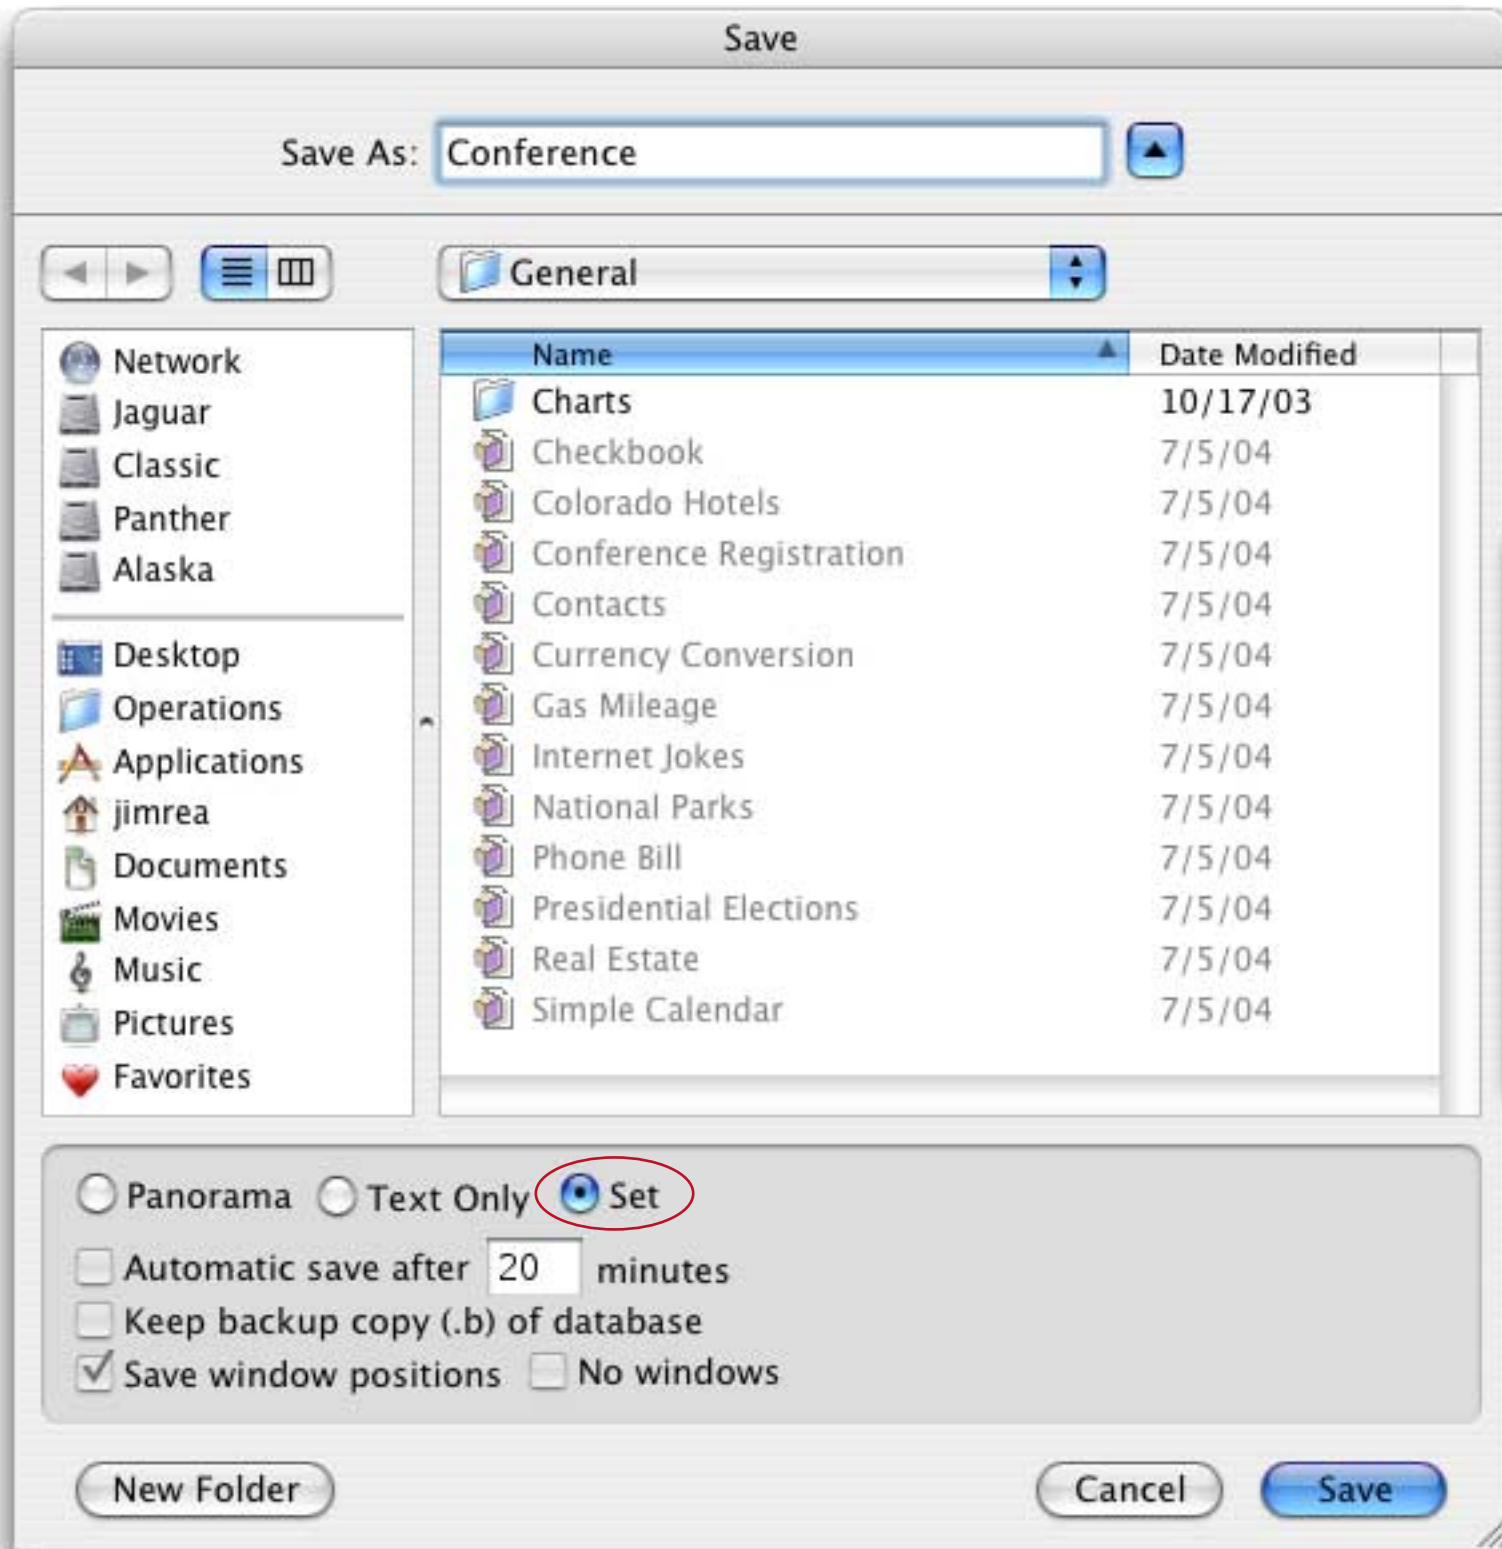 Save
Save As: Conference
General
Network
Jaguar
Classic
Panther
Alaska
Desktop
Operations
Applications
jimrea
Documents
Movies
Music
Pictures
Favorites
Name Date Modified
Charts 10/17/03
Checkbook 7/5/04
Colorado Hotels 7/5/04
Conference Registration 7/5/04
Contacts 7/5/04
Currency Conversion 7/5/04
Gas Mileage 7/5/04
Internet Jokes 7/5/04
National Parks 7/5/04
Phone Bill 7/5/04
Presidential Elections 7/5/04
Real Estate 7/5/04
Simple Calendar 7/5/04
Panorama Text Only Set
Automatic save after 20 minutes
Keep backup copy (.b) of database
Save window positions No windows
New Folder Cancel Save